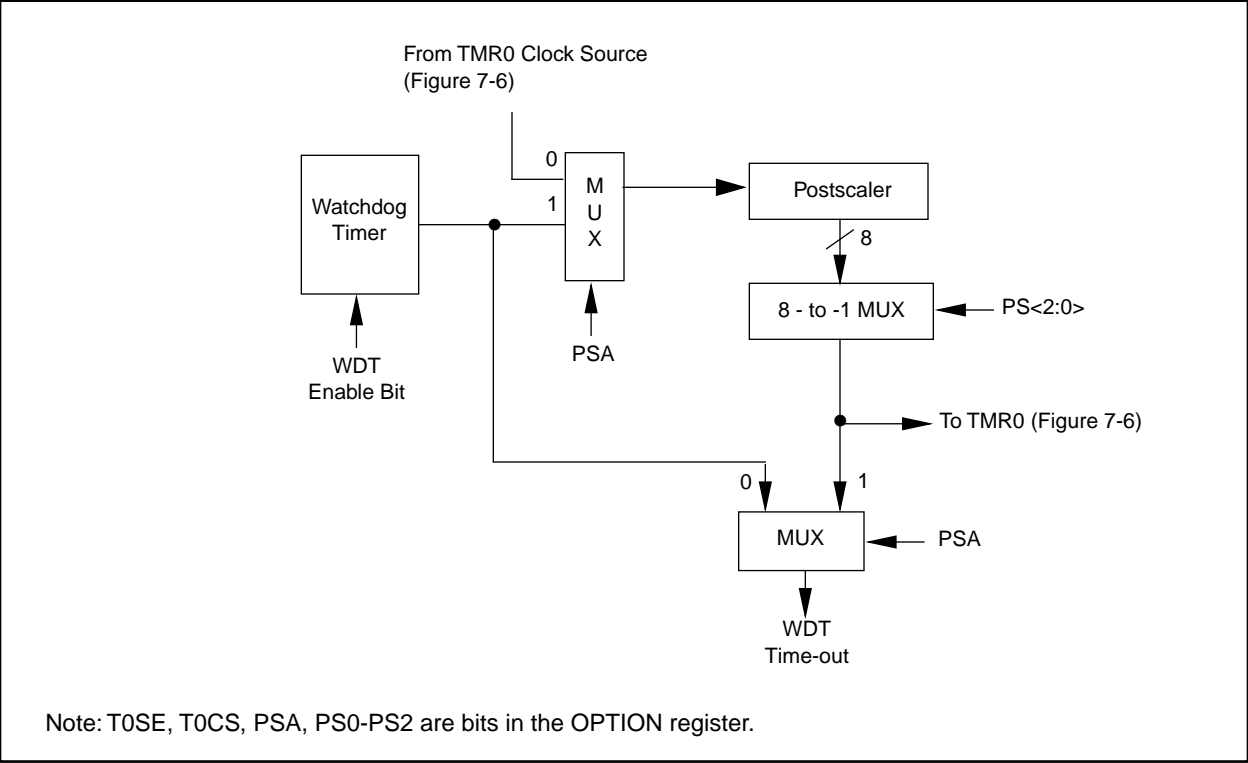 From TMR0 Clock Source
(Figure 7-6)
0
1
M
U
X
Watchdog
Timer
Postscaler
8
8 - to -1 MUX
PS<2:0>
PSA
WDT
Enable Bit
To TMR0 (Figure 7-6)
0
1
MUX
PSA
WDT
Time-out
Note: T0SE, T0CS, PSA, PS0-PS2 are bits in the OPTION register.